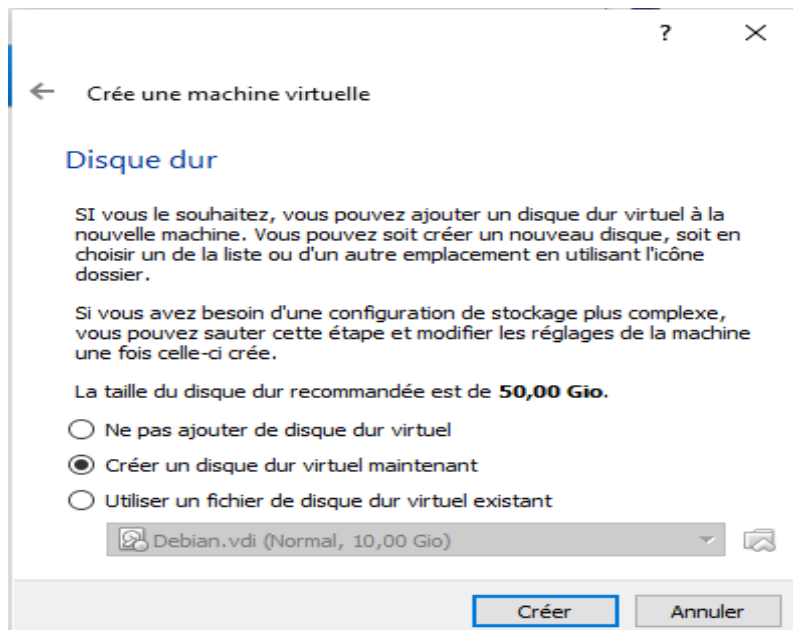 ?
Crée une machine virtuelle
Disque dur
SI vous le souhaitez, vous pouvez ajouter un disque dur virtuel à la
nouvelle machine. Vous pouvez soit créer un nouveau disque, soit en
choisir un de la liste ou d'un autre emplacement en utilisant l'icône
dossier.
Si vous avez besoin d'une configuration de stockage plus complexe,
vous pouvez sauter cette étape et modifier les réglages de la machine
une fois celle-ci crée.
La taille du disque dur recommandée est de 50,00 Gio.
Ne pas ajouter de disque dur virtuel
Créer un disque dur virtuel maintenant
Utiliser un fichier de disque dur virtuel existant
Debian.vdi (Normal, 10,00 Gio)
Créer Annuler